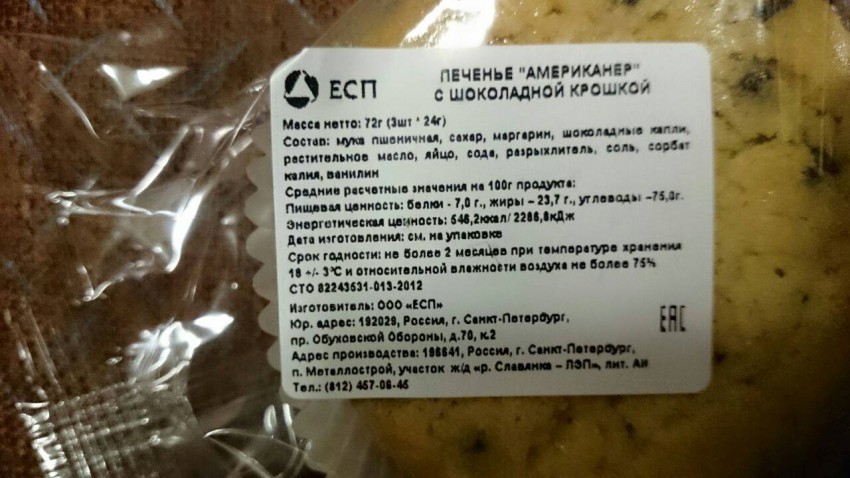 ЕСП
ПЕЧЕНЬЕ "АМЕРИКАНЕР"
С ШОКОЛАДНОЙ КРОШКОЙ
Масса нетто: 72г (3шт * 24г)
Состав: мука пшеничная, сахар, маргарин, шоколадные капли,
растительное масло, яйцо, сода, разрыхлитель, соль, сорбат
калия, ванилин
Средние расчетные значения на 100г продукта:
Пищевая ценность: белки - 7,0 г., жиры – 23,7 г., углеводы –75,0г.
Энергетическая ценность: 546,2ккал/ 2286,8кДж
Дата изготовления: см. на упаковке
Срок годности: не более 2 месяцев при температуре хранения
18 +/- 3°С и относительной влажности воздуха не более 75%
СТО 82243531-013-2012
Изготовитель: ООО «ЕСП»
Юр. адрес: 192029, Россия, г. Санкт-Петербург,
пр. Обуховской Обороны, д.70, к.2
Адрес производства: 196641, Россия, г. Санкт-Петербург,
п. Металлострой, участок ж/д «р. Славянка – ЛЭП», лит. АИ
Тел.: (812) 457-06-45
ЕАС